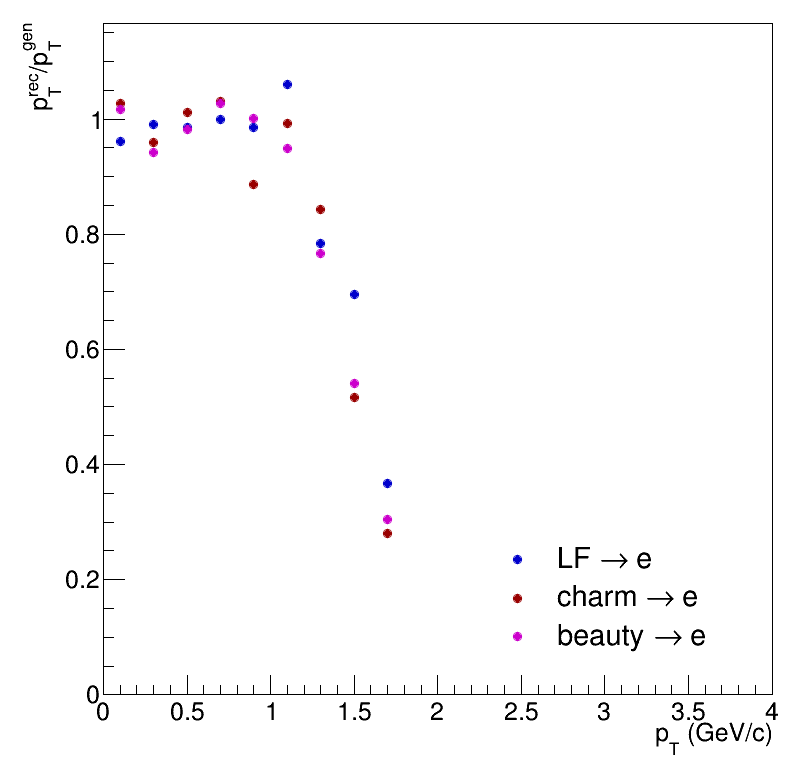 p_T^rec/p_T^gen
1
0.8
0.6
0.4
0.2
0
LF → e
charm → e
beauty → e
0 0.5 1 1.5 2 2.5 3 3.5 4
p_T (GeV/c)